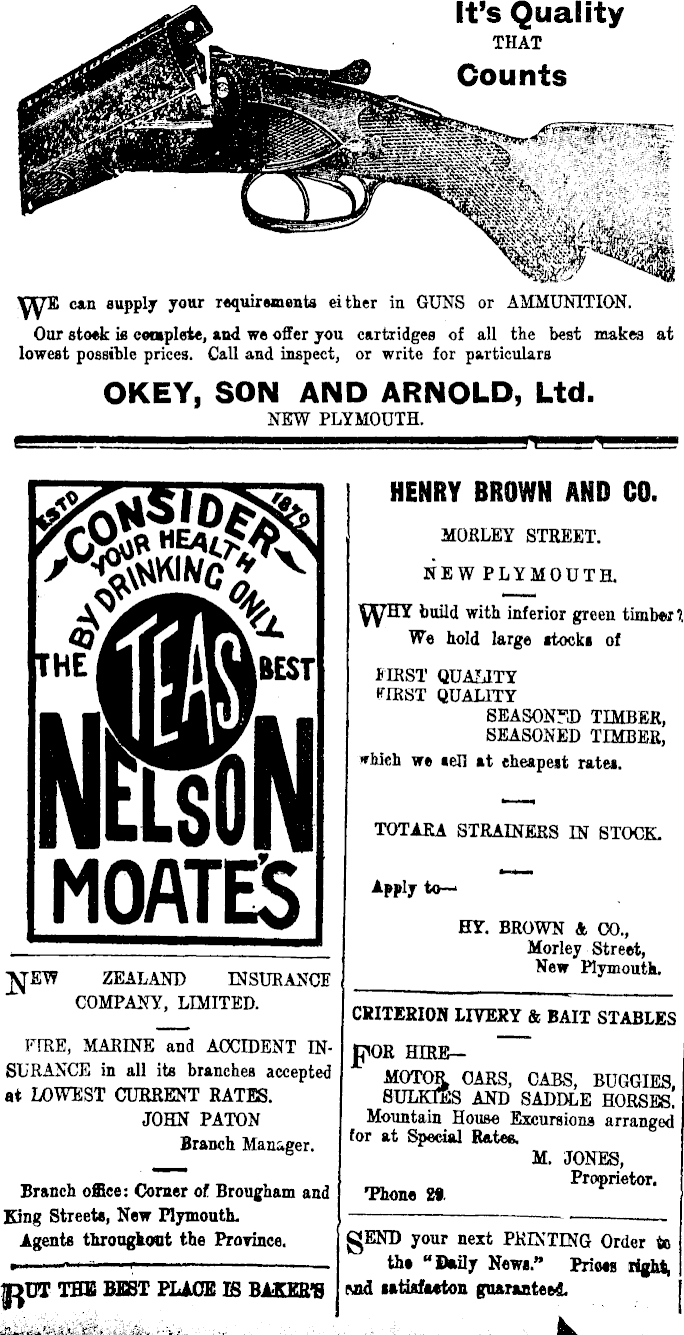 It's Quality
THAT
Counts
WE can supply your requirements either in GUNS or AMMUNITION.
Our stock is complete, and we offer you cartridges of all the best makes at
lowest possible prices. Call and inspect, or write for particulars
OKEY, SON AND ARNOLD, Ltd.
NEW PLYMOUTH.
ESTD 1879
CONSIDER
YOUR HEALTH
BY DRINKING ONLY
THE BEST
TEAS
NELSON
MOATE'S
NEW ZEALAND INSURANCE
COMPANY, LIMITED.
FIRE, MARINE and ACCIDENT IN-
SURANCE in all its branches accepted
at LOWEST CURRENT RATES.
JOHN PATON
Branch Manager.
Branch office: Corner of Brougham and
King Streets, New Plymouth.
Agents throughout the Province.
BUT THE BEST PLACE IS BAKER'S
HENRY BROWN AND CO.
MORLEY STREET.
NEW PLYMOUTH.
WHY build with inferior green timber?
We hold large stocks of
FIRST QUALITY
FIRST QUALITY
SEASONED TIMBER,
SEASONED TIMBER,
which we sell at cheapest rates.
TOTARA STRAINERS IN STOCK.
Apply to—
HY. BROWN & CO.,
Morley Street,
New Plymouth.
CRITERION LIVERY & BAIT STABLES
FOR HIRE—
MOTOR CARS, CABS, BUGGIES,
SULKIES AND SADDLE HORSES.
Mountain House Excursions arranged
for at Special Rates.
M. JONES,
Proprietor.
'Phone 29.
SEND your next PRINTING Order to
the "Daily News." Prices right,
and satisfacton guaranteed.